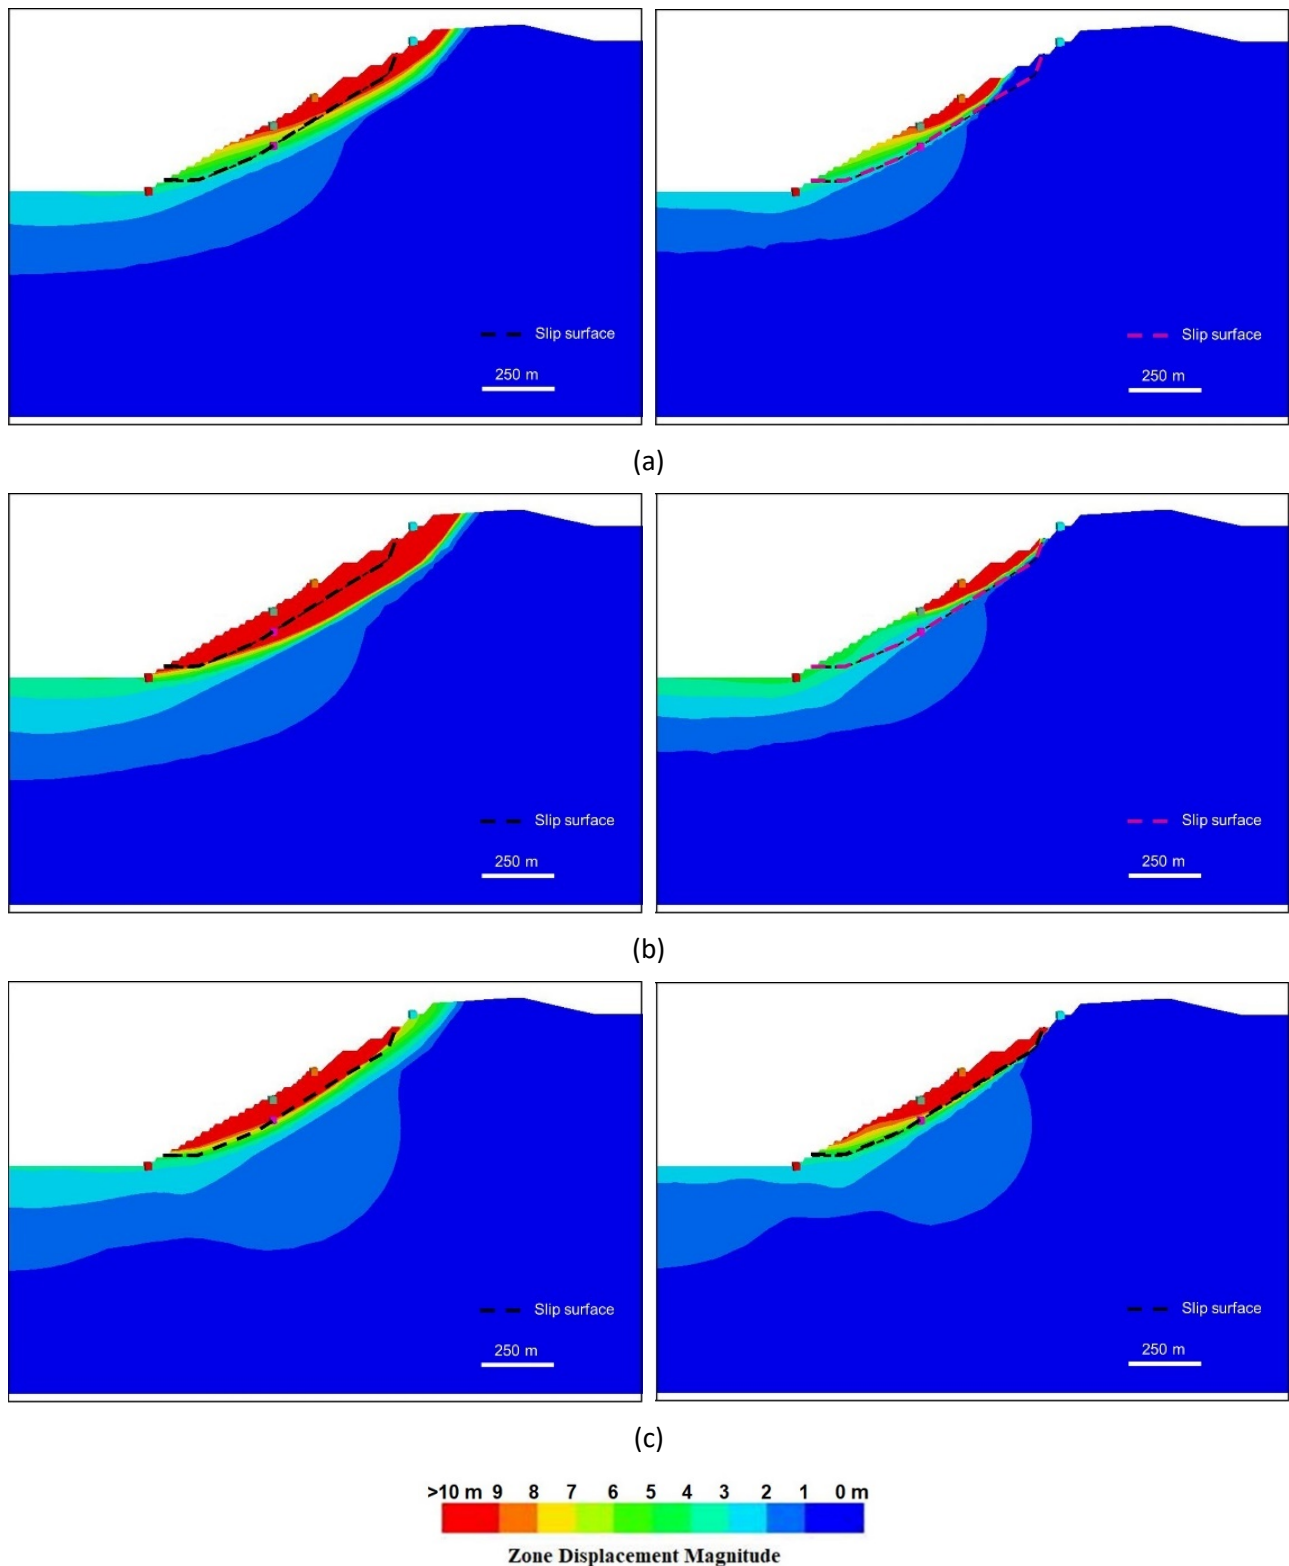 Slip surface
250 m
Slip surface
250 m
(a)
Slip surface
250 m
Slip surface
250 m
(b)
Slip surface
250 m
Slip surface
250 m
(c)
>10 m 9 8 7 6 5 4 3 2 1 0 m
Zone Displacement Magnitude